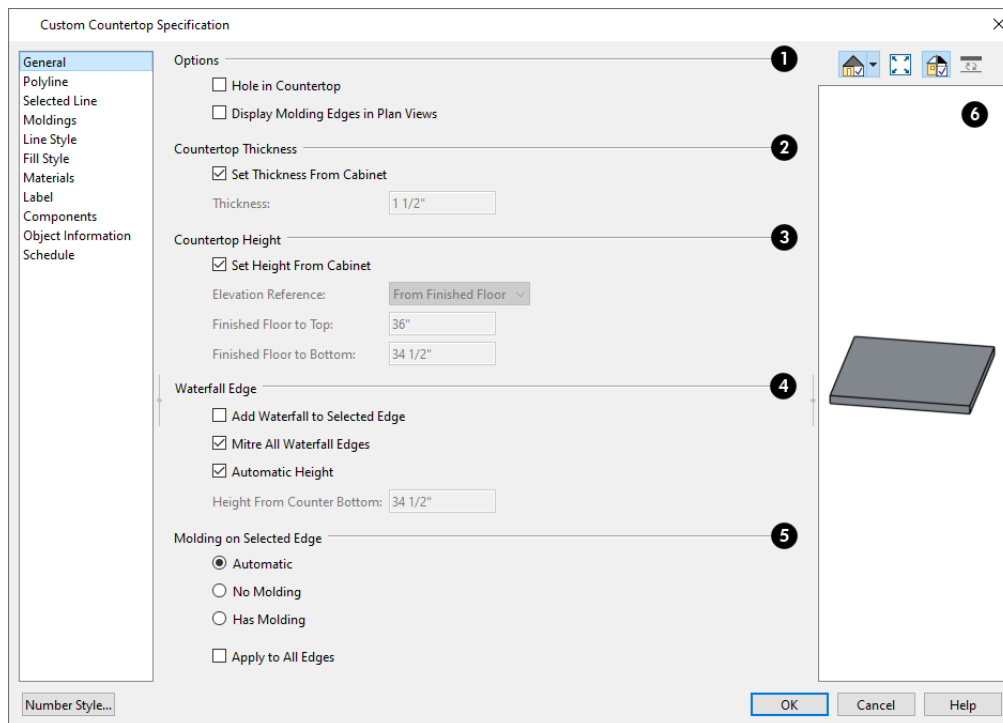 Custom Countertop Specification
General
Polyline
Selected Line
Moldings
Line Style
Fill Style
Materials
Label
Components
Object Information
Schedule
Options
1
Hole in Countertop
Display Molding Edges in Plan Views
Countertop Thickness
2
Set Thickness From Cabinet
Thickness: 1 1/2"
Countertop Height
3
Set Height From Cabinet
Elevation Reference: From Finished Floor
Finished Floor to Top: 36"
Finished Floor to Bottom: 34 1/2"
Waterfall Edge
4
Add Waterfall to Selected Edge
Mitre All Waterfall Edges
Automatic Height
Height From Counter Bottom: 34 1/2"
Molding on Selected Edge
5
Automatic
No Molding
Has Molding
Apply to All Edges
6
Number Style...
OK
Cancel
Help